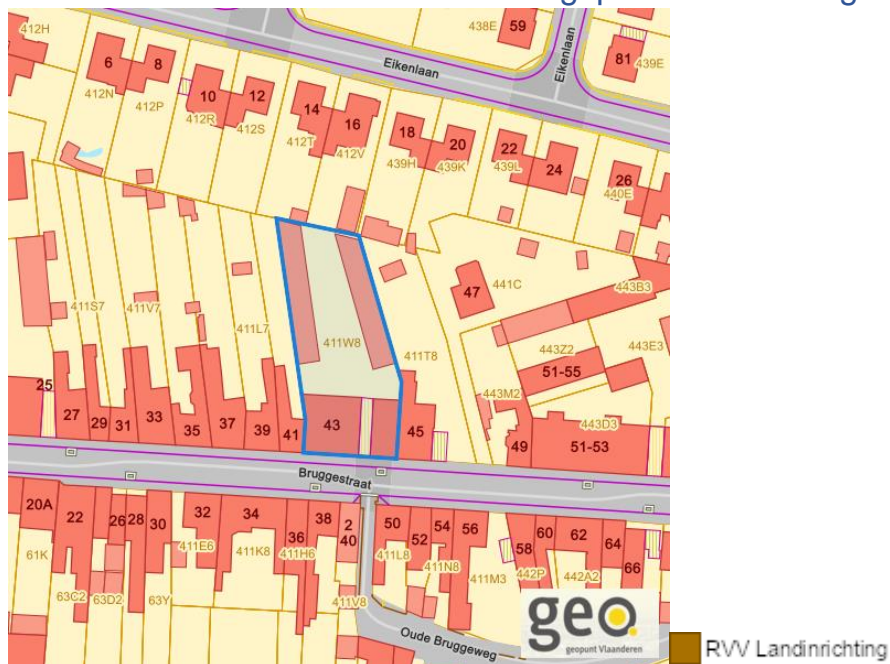 412H
438E
59
81
439E
Eikenlaan
Eikenlaan
6
8
412N
412P
10
12
412R
412S
14
16
412T
412V
18
20
439H
439K
22
24
439L
26
440E
47
441C
443B3
411S7
411V7
411L7
411W8
411T8
443Z2
443E3
51-55
443M2
443D3
25
27
29
31
33
35
37
39
41
43
45
49
51-53
Bruggestraat
20A
22
26
28
30
32
34
36
38
2
40
50
52
54
56
58
60
62
64
66
61K
63C2
63D2
63Y
411E6
411K8
411H6
411V8
411L8
411N8
411M3
442P
442A2
Oude Bruggeweg
geo
geopunt Vlaanderen
RVV Landinrichting